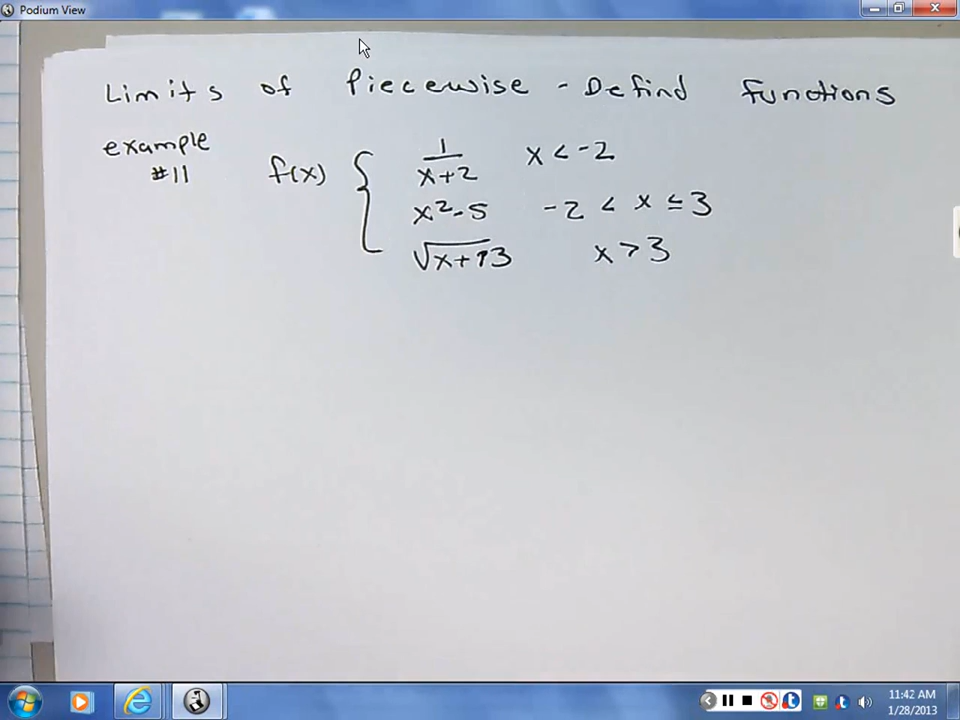 Podium View
Limits of Piecewise - Defind Functions
example
#11
f(x) { 1/(x+2) x < -2
x²-5 -2 < x ≤ 3
√x+13 x > 3
11:42 AM
1/28/2013